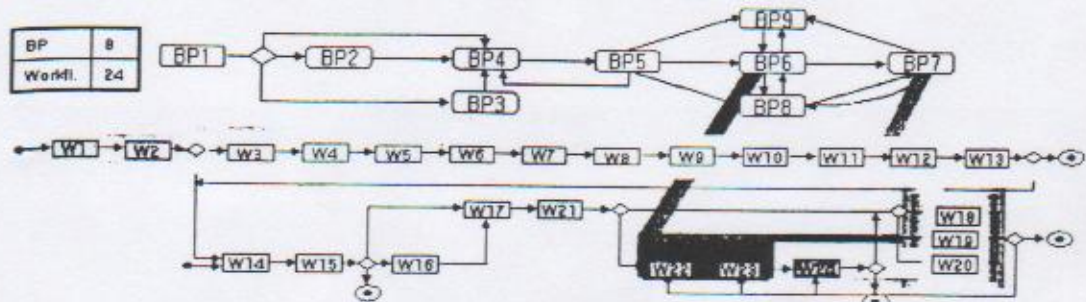 BP 8
Workfl. 24
BP9
BP1 BP2 BP4 BP5 BP6 BP7
BP3 BP8
W1 W2 W3 W4 W5 W6 W7 W8 W9 W10 W11 W12 W13
W17 W21 W18
W19
W14 W15 W16 W20
W22 W23